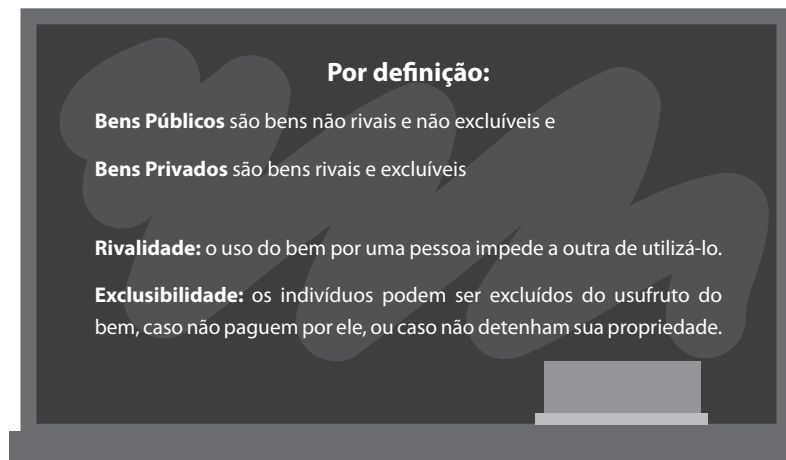 Por definição:
Bens Públicos são bens não rivais e não excluíveis e
Bens Privados são bens rivais e excluíveis
Rivalidade: o uso do bem por uma pessoa impede a outra de utilizá-lo.
Exclusibilidade: os indivíduos podem ser excluídos do usufruto do
bem, caso não paguem por ele, ou caso não detenham sua propriedade.